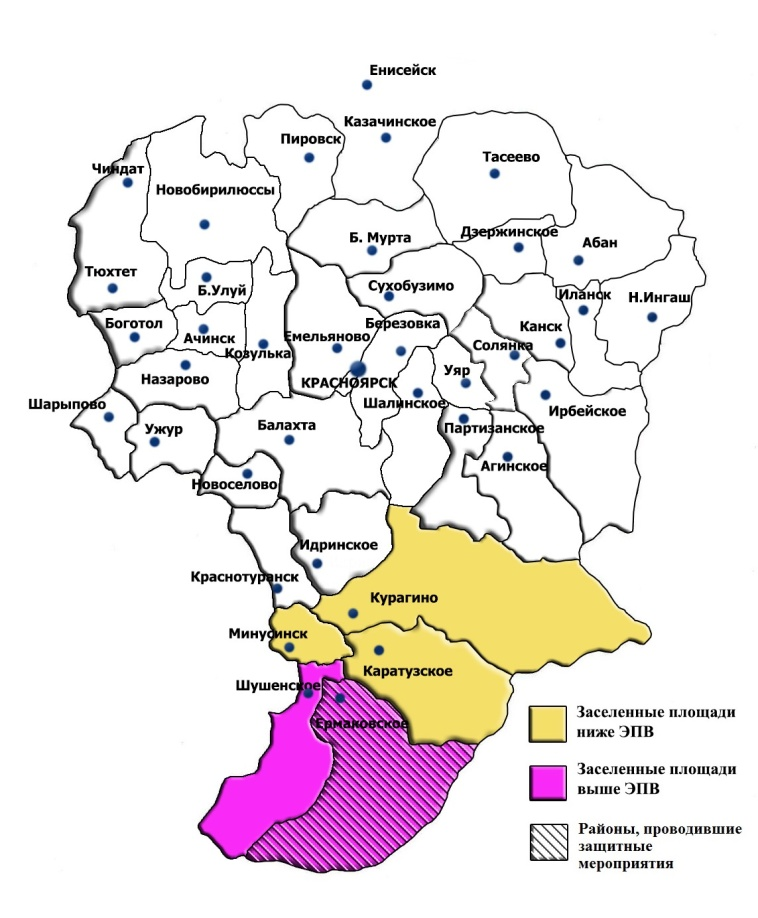 Енисейск
Казачинское
Пировск
Тасеево
Чиндат
Новобирилюссы
Б. Мурта
Дзержинское
Абан
Тюхтет
Б.Улуй
Сухобузимо
Иланск
Н.Ингаш
Боготол
Ачинск
Емельяново
Березовка
Канск
Козулька
Солянка
Назарово
КРАСНОЯРСК
Уяр
Шарыпово
Шалинское
Ирбейское
Ужур
Балахта
Партизанское
Агинское
Новоселово
Идринское
Краснотуранск
Курагино
Минусинск
Каратузское
Шушенское
Ермаковское
Заселенные площади
ниже ЭПВ
Заселенные площади
выше ЭПВ
Районы, проводившие
защитные
мероприятия